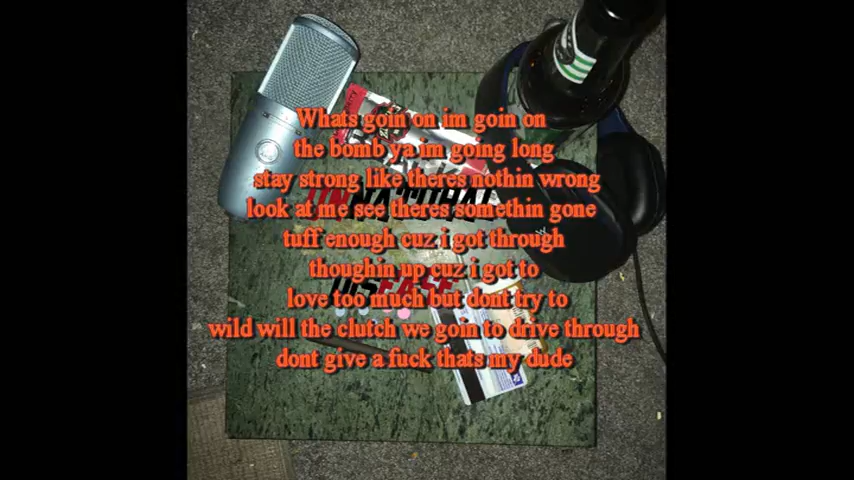 Whats goin on im goin on
the bomb ya im going long
stay strong like theres nothin wrong
UNNATURAL
look at me see theres somethin gone
tuff enough cuz i got through
thoughin up cuz i got to
DISEASE
love too much but dont try to
wild will the clutch we goin to drive through
dont give a fuck thats my dude